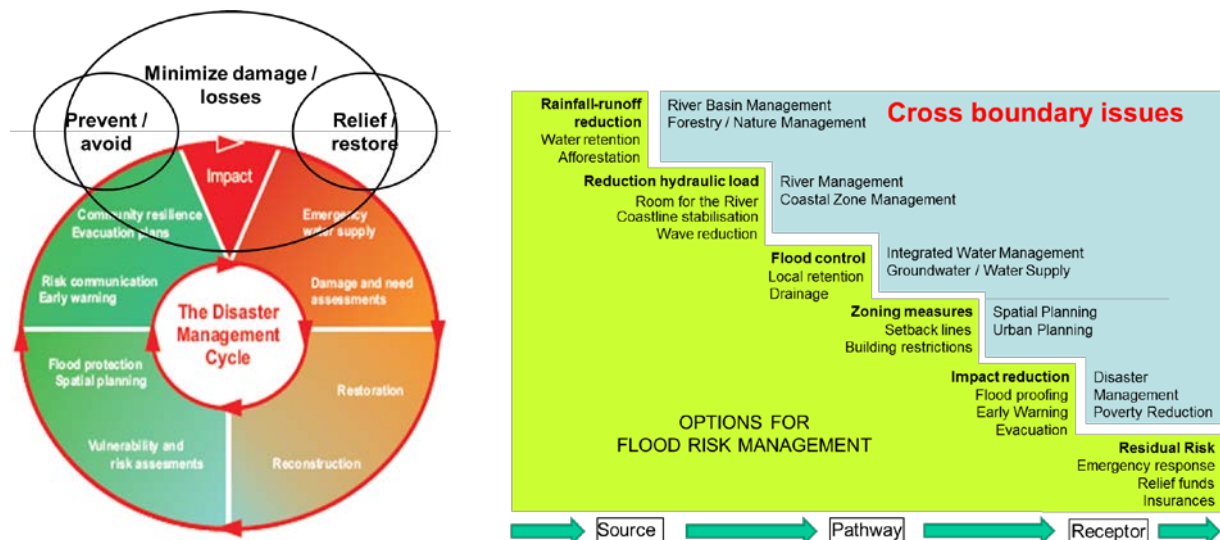 Minimize damage /
losses
Prevent /
avoid
Relief /
restore
Impact
Community resilience
Evacuation plans
Emergency
water supply
Risk communication
Early warning
Damage and need
assessments
The Disaster
Management
Cycle
Flood protection
Spatial planning
Restoration
Vulnerability and
risk assesments
Reconstruction
Cross boundary issues
Rainfall-runoff
reduction
Water retention
Afforestation
River Basin Management
Forestry / Nature Management
Reduction hydraulic load
Room for the River
Coastline stabilisation
Wave reduction
River Management
Coastal Zone Management
Flood control
Local retention
Drainage
Integrated Water Management
Groundwater / Water Supply
Zoning measures
Setback lines
Building restrictions
Spatial Planning
Urban Planning
Impact reduction
Flood proofing
Early Warning
Evacuation
Disaster
Management
Poverty Reduction
OPTIONS FOR
FLOOD RISK MANAGEMENT
Residual Risk
Emergency response
Relief funds
Insurances
Source
Pathway
Receptor